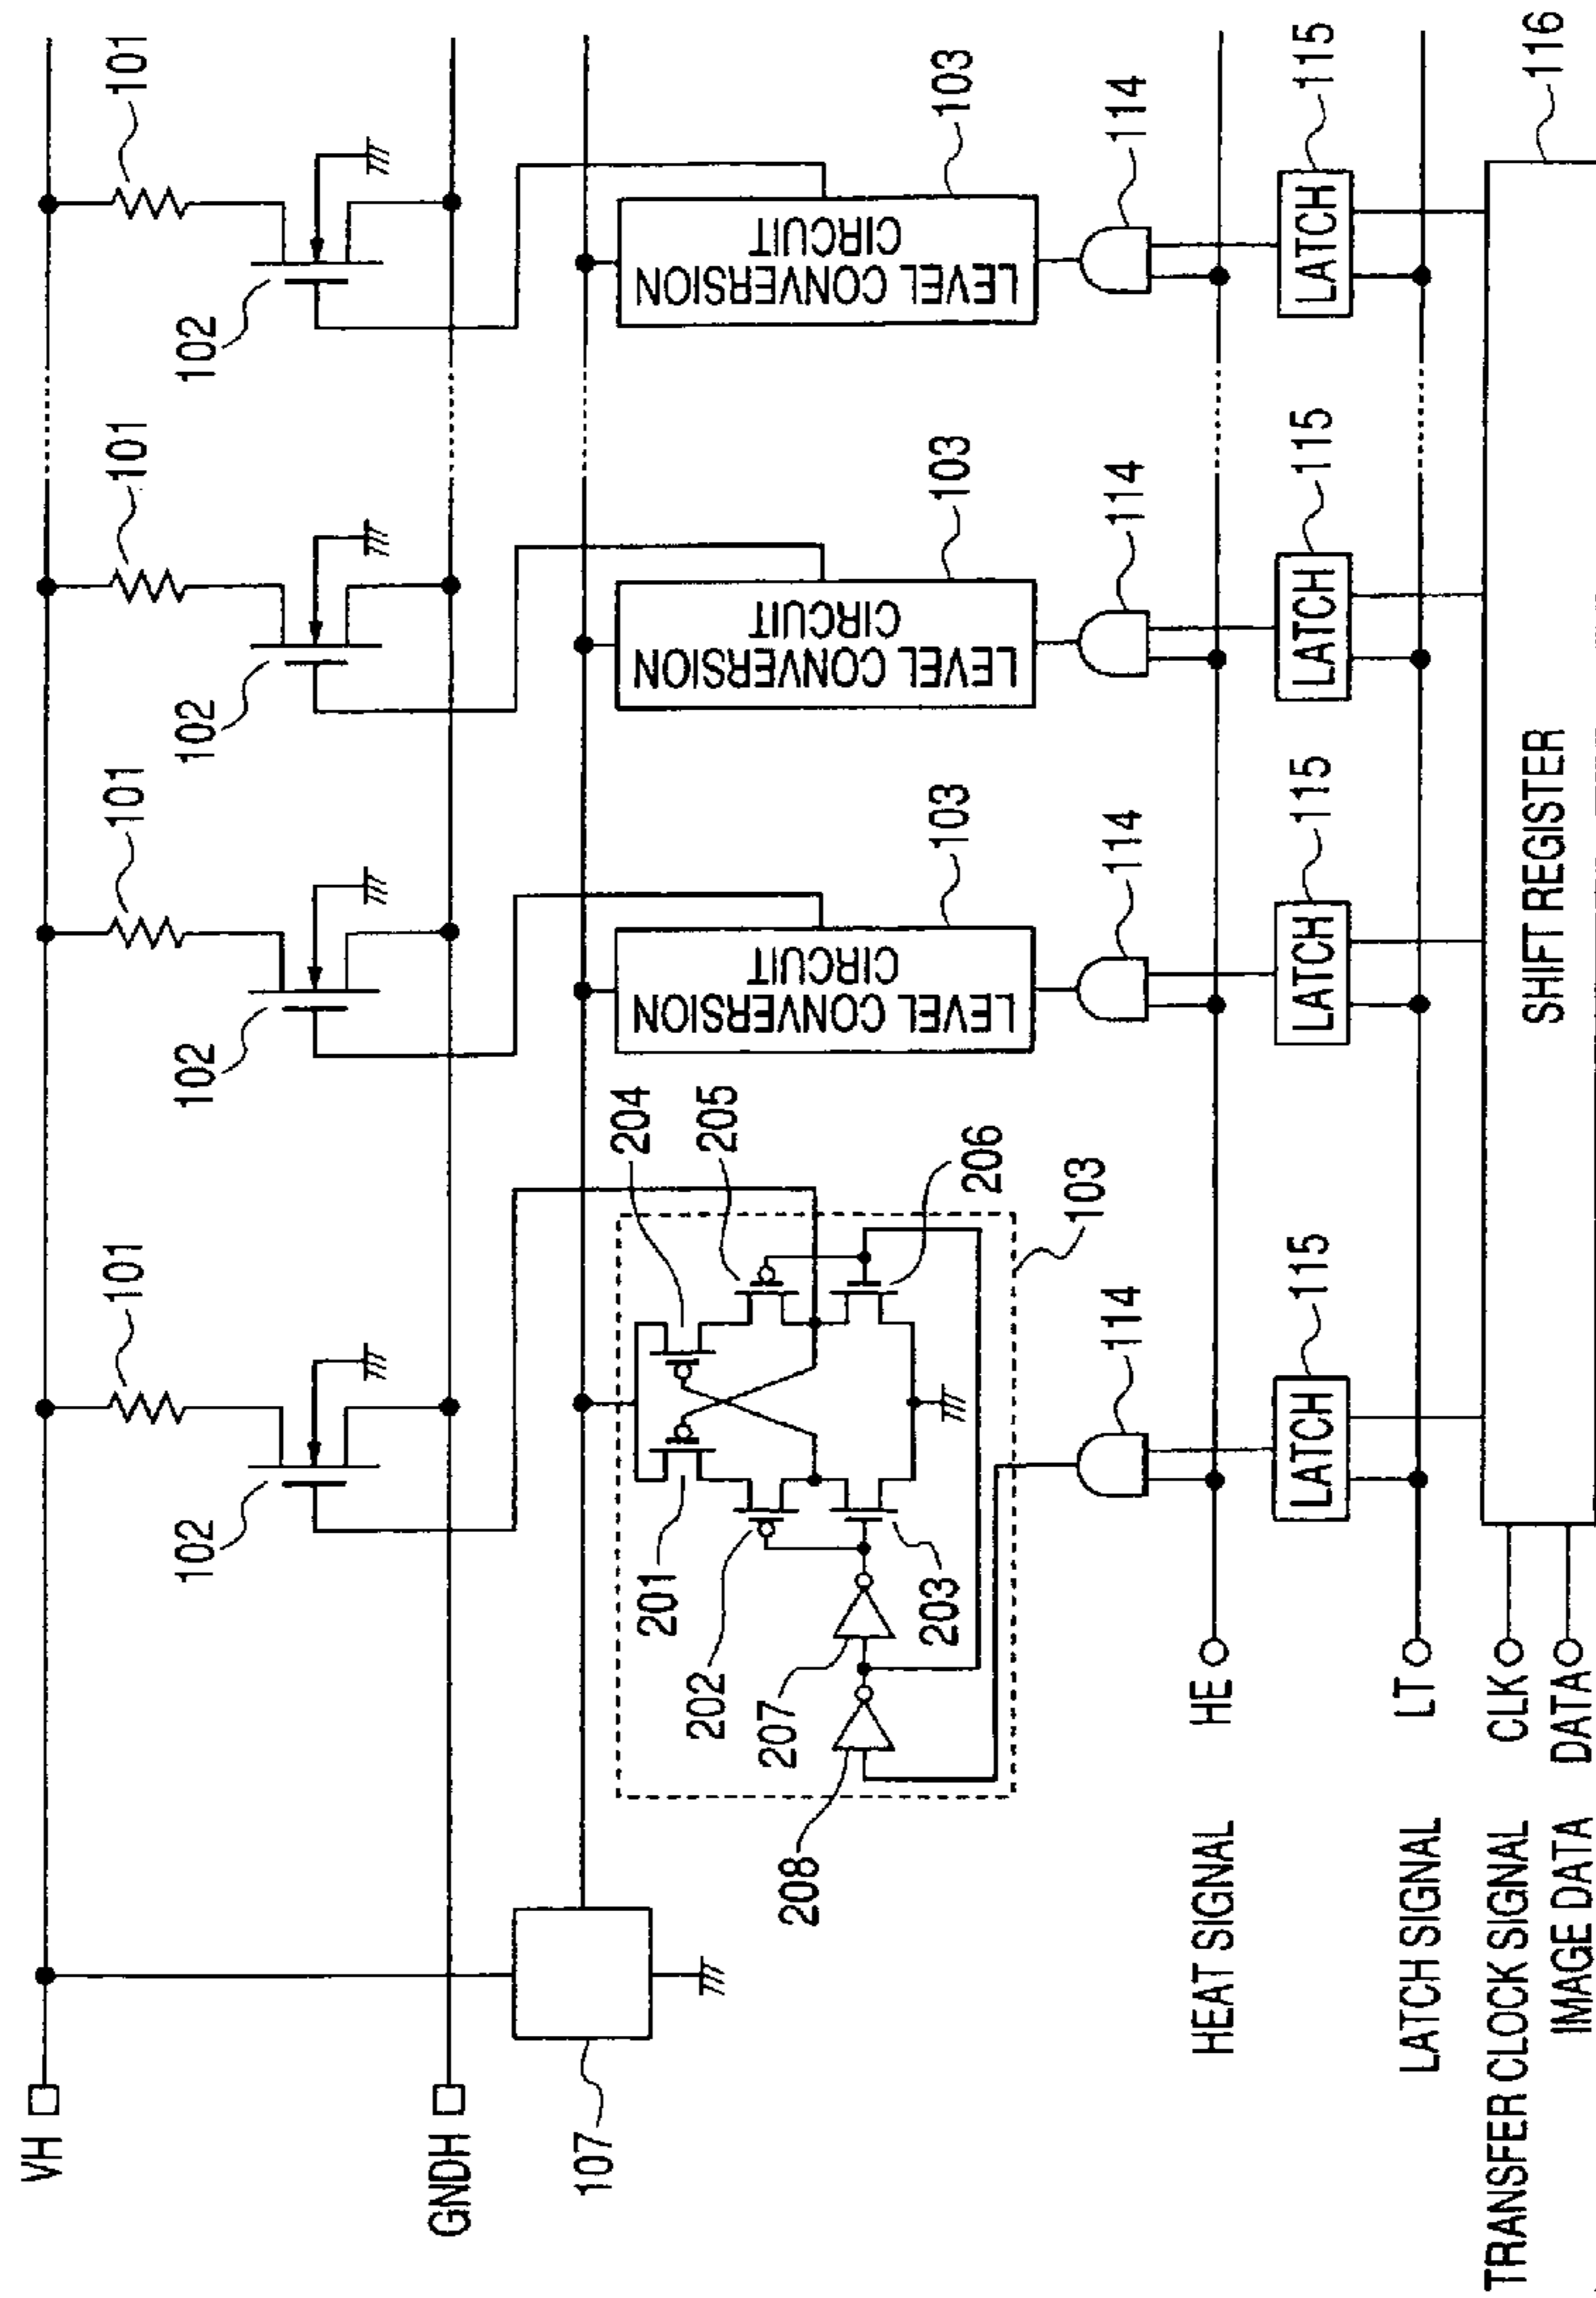 VH
101
101
101
101
102
102
102
102
GNDH
107
LEVEL CONVERSION
CIRCUIT
103
LEVEL CONVERSION
CIRCUIT
103
LEVEL CONVERSION
CIRCUIT
103
201
202
203
204
205
206
207
208
103
114
114
114
114
HEAT SIGNAL HE
LATCH
115
LATCH
115
LATCH
115
LATCH
115
LATCH SIGNAL LT
TRANSFER CLOCK SIGNAL CLK
IMAGE DATA DATA
SHIFT REGISTER
116